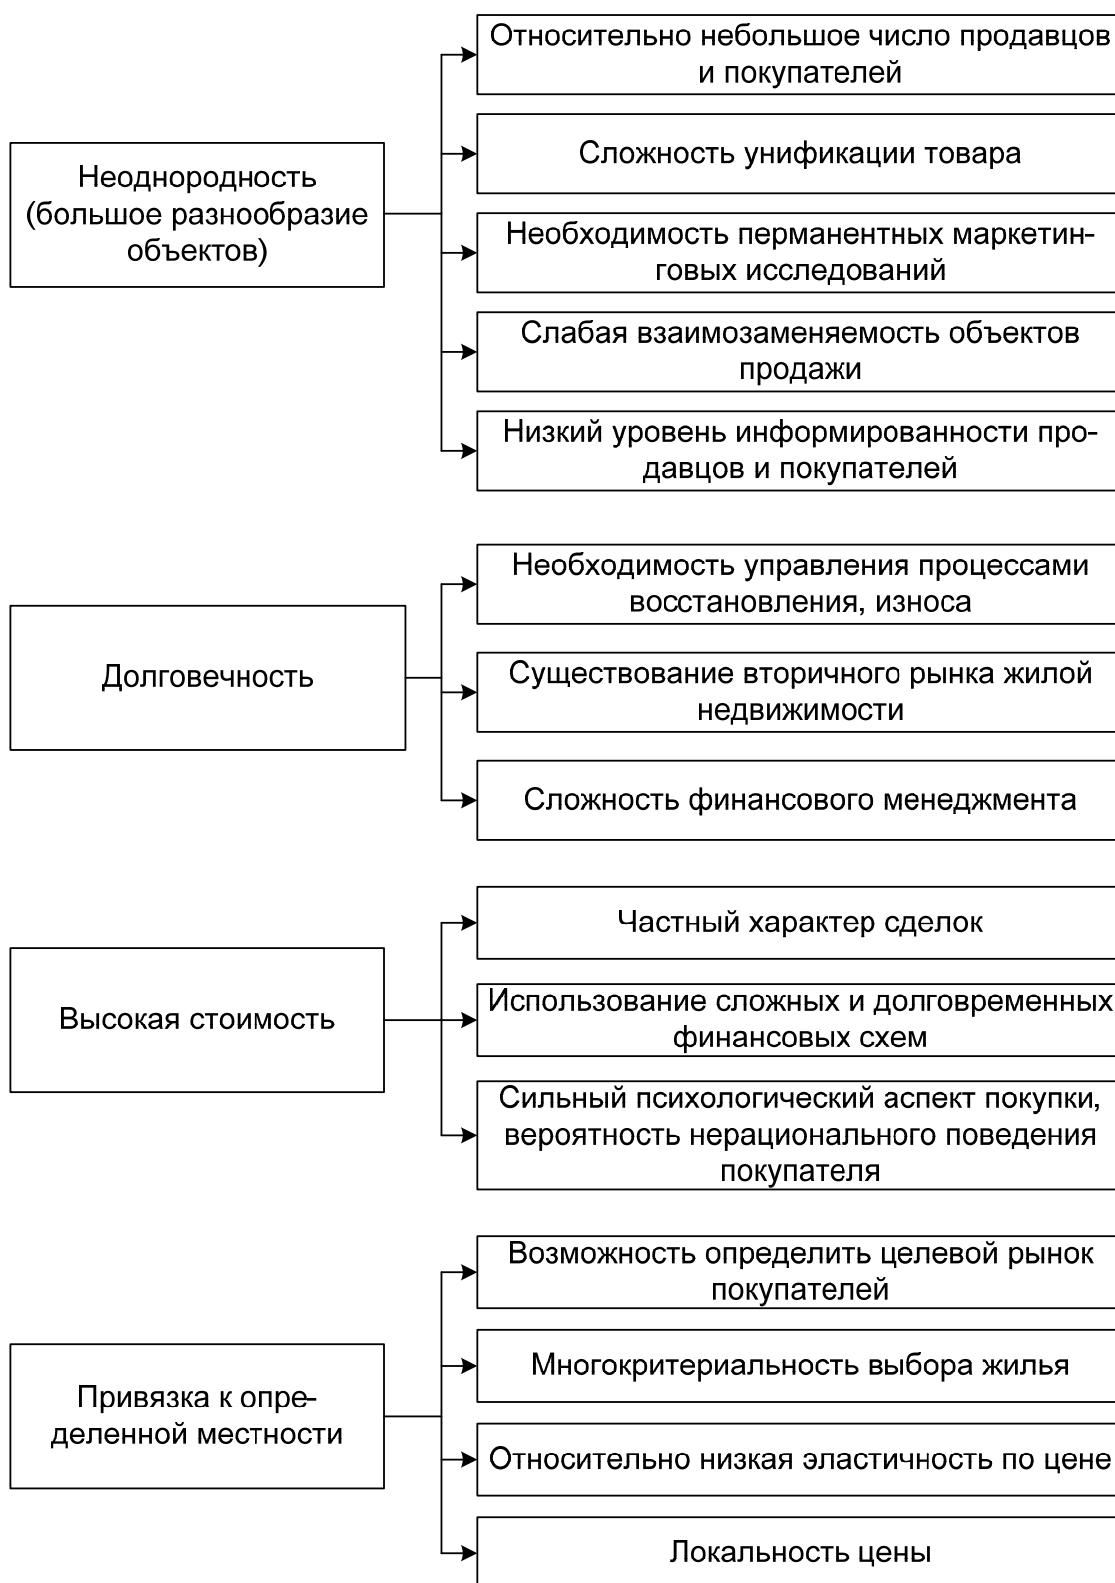 Неоднородность
(большое разнообразие
объектов)
Относительно небольшое число продавцов
и покупателей
Сложность унификации товара
Необходимость перманентных маркетин-
говых исследований
Слабая взаимозаменяемость объектов
продажи
Низкий уровень информированности про-
давцов и покупателей
Долговечность
Необходимость управления процессами
восстановления, износа
Существование вторичного рынка жилой
недвижимости
Сложность финансового менеджмента
Высокая стоимость
Частный характер сделок
Использование сложных и долговременных
финансовых схем
Сильный психологический аспект покупки,
вероятность нерационального поведения
покупателя
Привязка к опре-
деленной местности
Возможность определить целевой рынок
покупателей
Многокритериальность выбора жилья
Относительно низкая эластичность по цене
Локальность цены